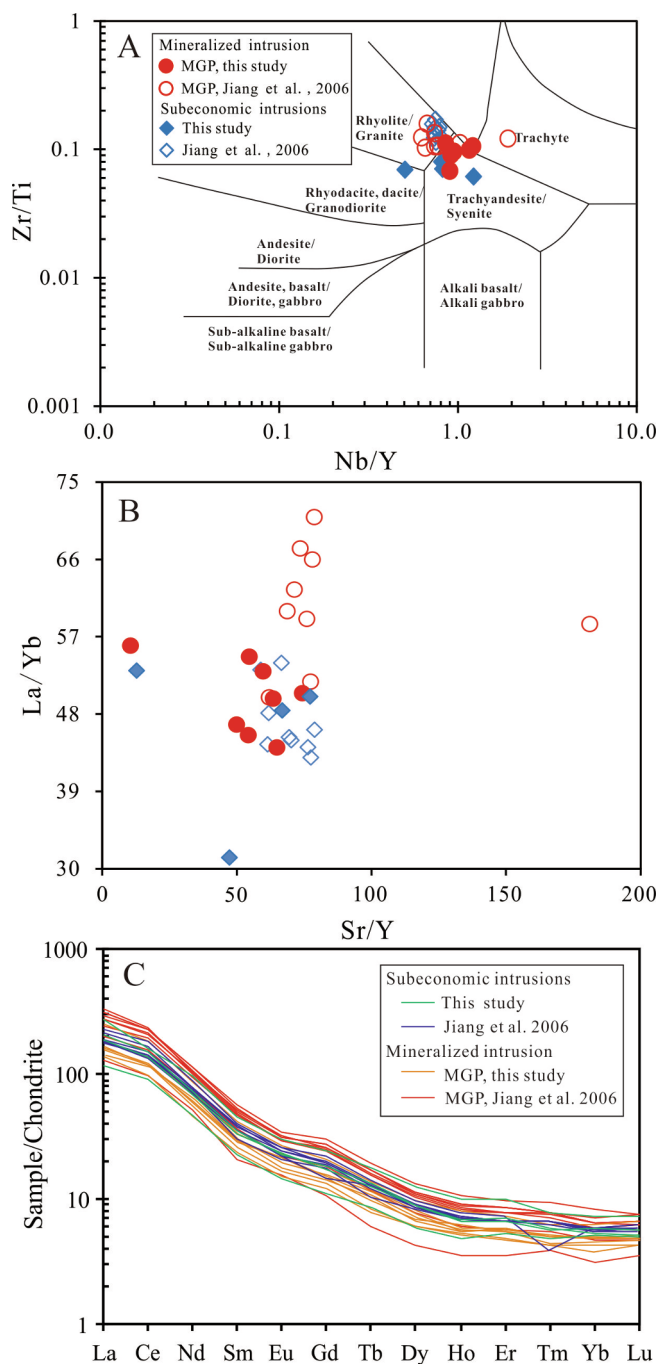 A
Mineralized intrusion
MGP, this study
MGP, Jiang et al. , 2006
Subeconomic intrusions
This study
Jiang et al. , 2006
Rhyolite/
Granite
Trachyte
Rhyodacite, dacite/
Granodiorite
Trachyandesite/
Syenite
Andesite/
Diorite
Andesite, basalt/
Diorite, gabbro
Alkali basalt/
Alkali gabbro
Sub-alkaline basalt/
Sub-alkaline gabbro
Zr/Ti
1
0.1
0.01
0.001
0.0
0.1
1.0
10.0
Nb/Y
B
La/Yb
75
66
57
48
39
30
0
50
100
150
200
Sr/Y
C
Subeconomic intrusions
This study
Jiang et al. 2006
Mineralized intrusion
MGP, this study
MGP, Jiang et al. 2006
Sample/Chondrite
1000
100
10
1
La Ce Nd Sm Eu Gd Tb Dy Ho Er Tm Yb Lu